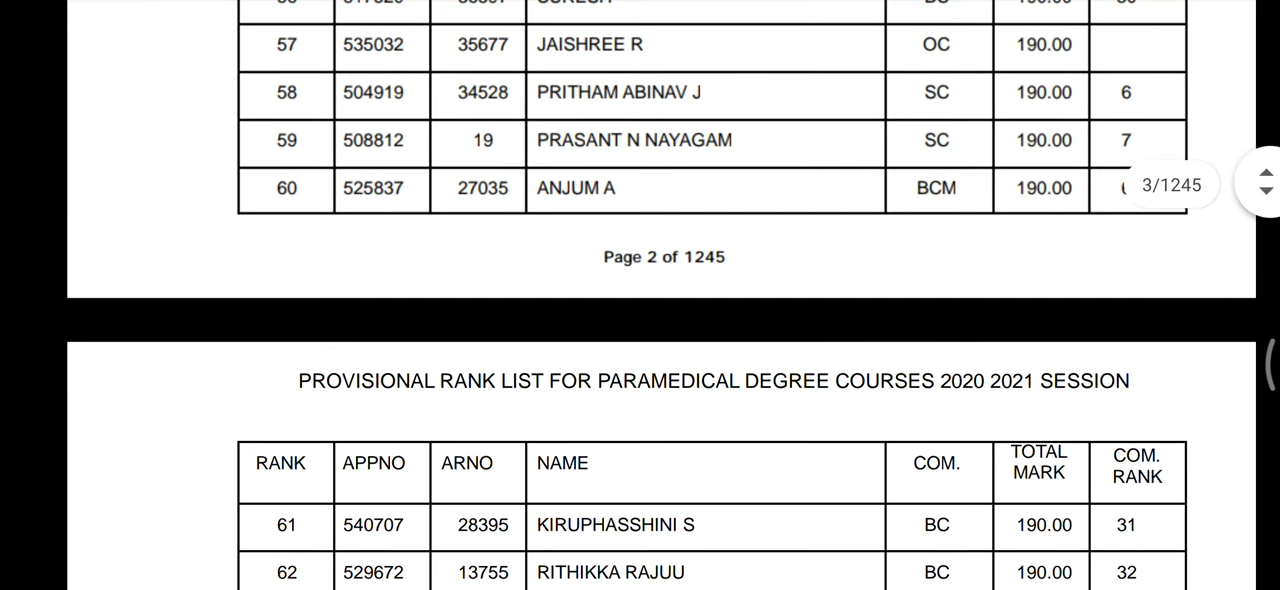 57 535032 35677 JAISHREE R OC 190.00
58 504919 34528 PRITHAM ABINAV J SC 190.00 6
59 508812 19 PRASANT N NAYAGAM SC 190.00 7
60 525837 27035 ANJUM A BCM 190.00
3/1245
Page 2 of 1245
PROVISIONAL RANK LIST FOR PARAMEDICAL DEGREE COURSES 2020 2021 SESSION
RANK APPNO ARNO NAME COM. TOTAL MARK COM. RANK
61 540707 28395 KIRUPHASSHINI S BC 190.00 31
62 529672 13755 RITHIKKA RAJUU BC 190.00 32